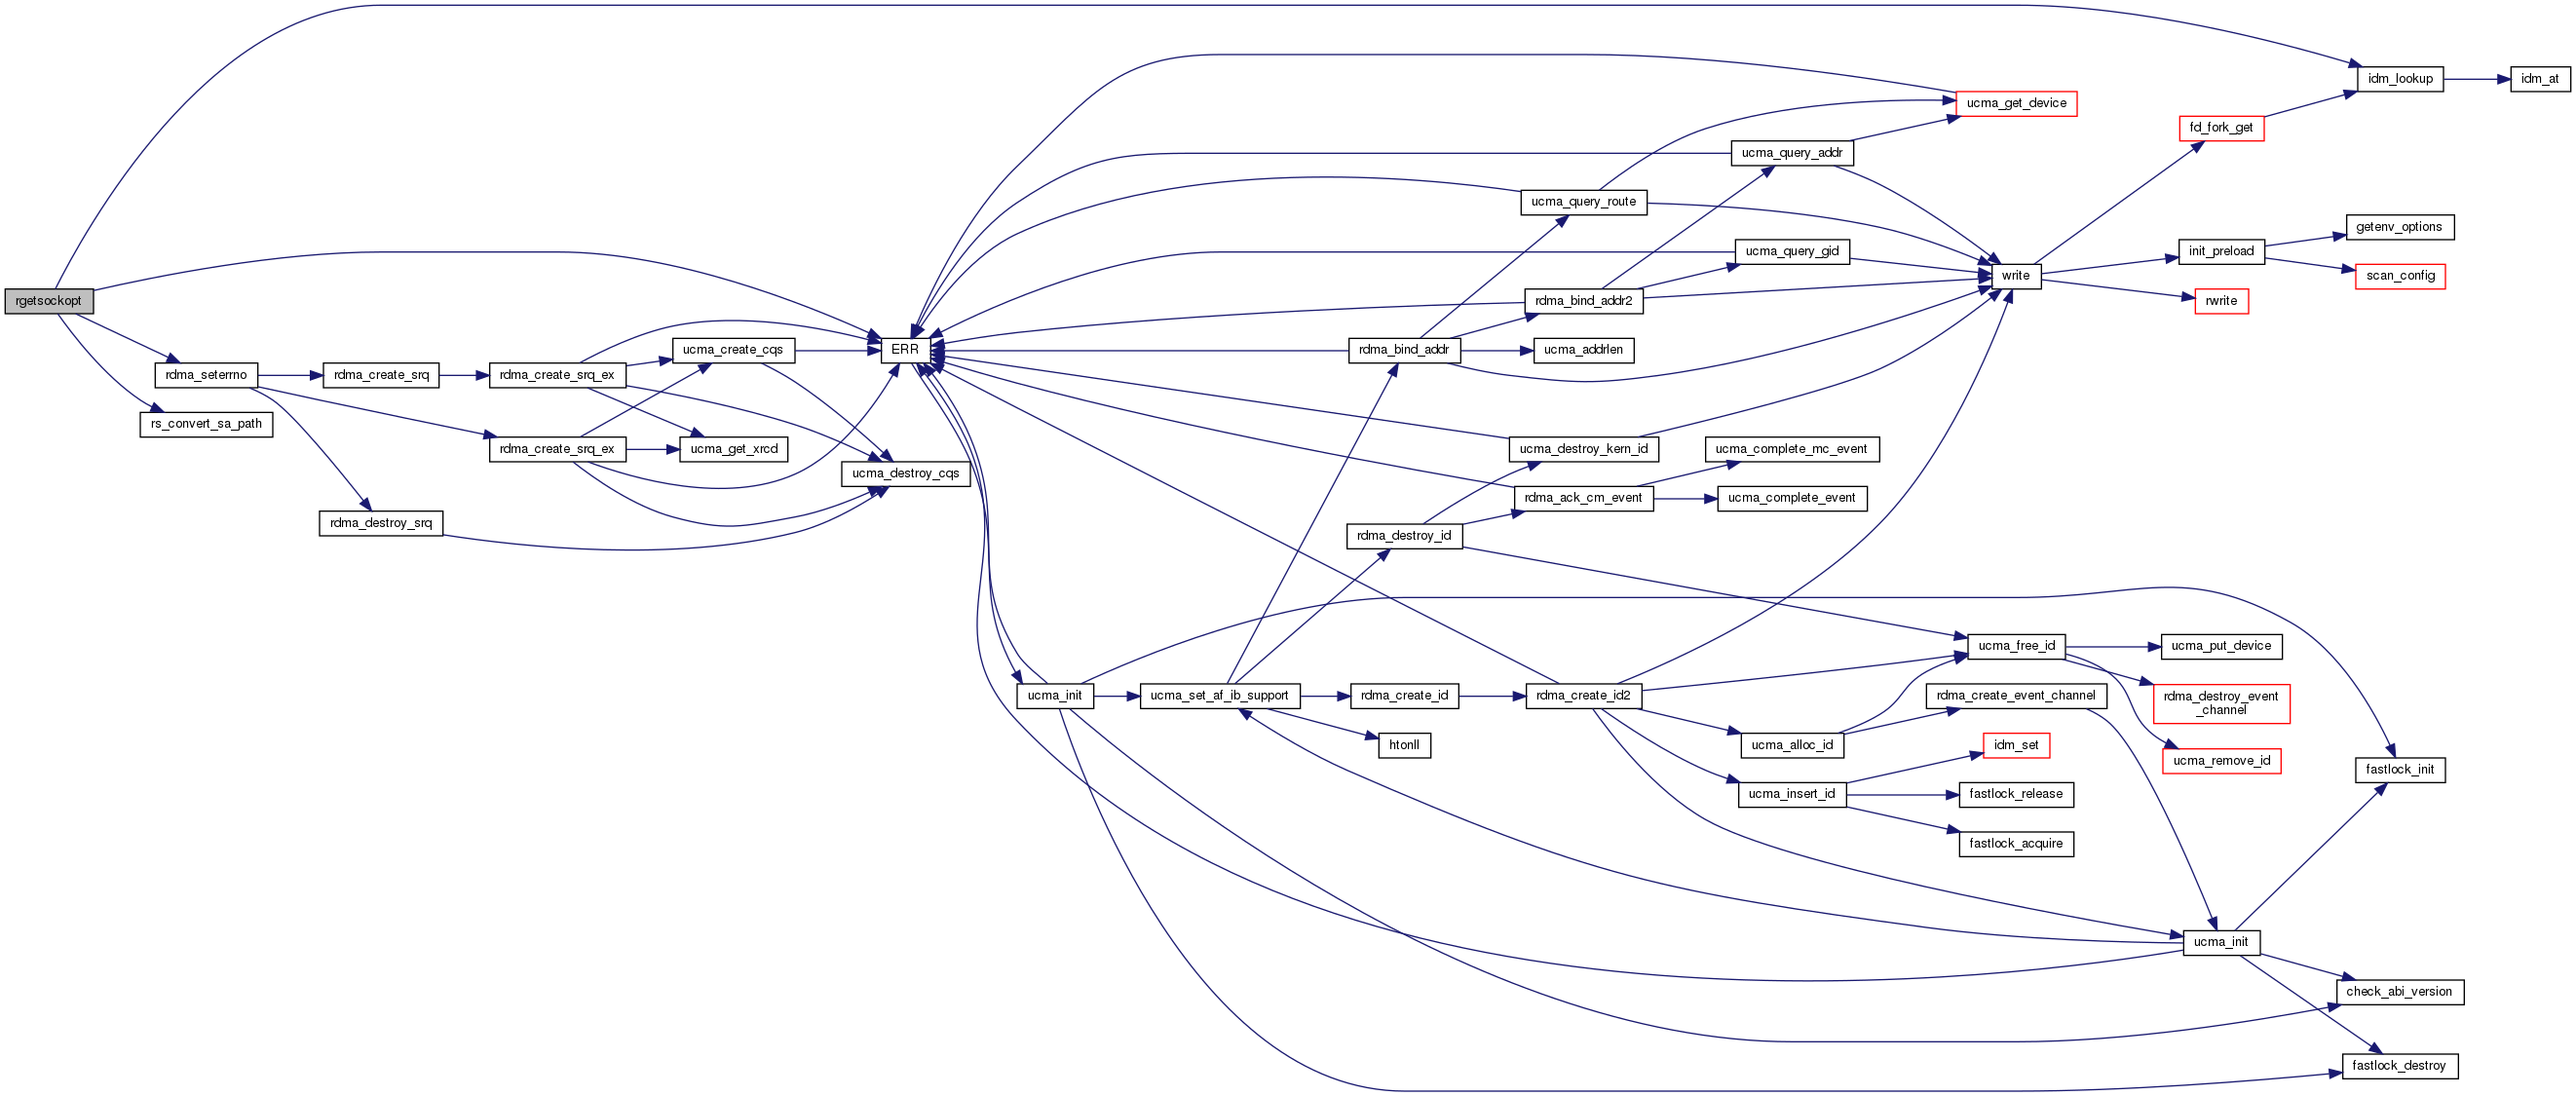 rgetsockopt
rdma_seterrno
rs_convert_sa_path
rdma_create_srq
rdma_destroy_srq
rdma_create_srq_ex
rdma_create_srq_ex
ucma_create_cqs
ucma_get_xrcd
ucma_destroy_cqs
ERR
ucma_init
ucma_set_af_ib_support
rdma_bind_addr
rdma_destroy_id
rdma_create_id
htonll
ucma_query_route
rdma_bind_addr2
ucma_addrlen
ucma_destroy_kern_id
rdma_ack_cm_event
rdma_create_id2
ucma_query_addr
ucma_query_gid
ucma_complete_mc_event
ucma_complete_event
ucma_alloc_id
ucma_insert_id
ucma_get_device
write
ucma_free_id
rdma_create_event_channel
idm_set
fastlock_release
fastlock_acquire
fd_fork_get
init_preload
rwrite
ucma_put_device
rdma_destroy_event
_channel
ucma_remove_id
ucma_init
idm_lookup
getenv_options
scan_config
fastlock_init
check_abi_version
fastlock_destroy
idm_at